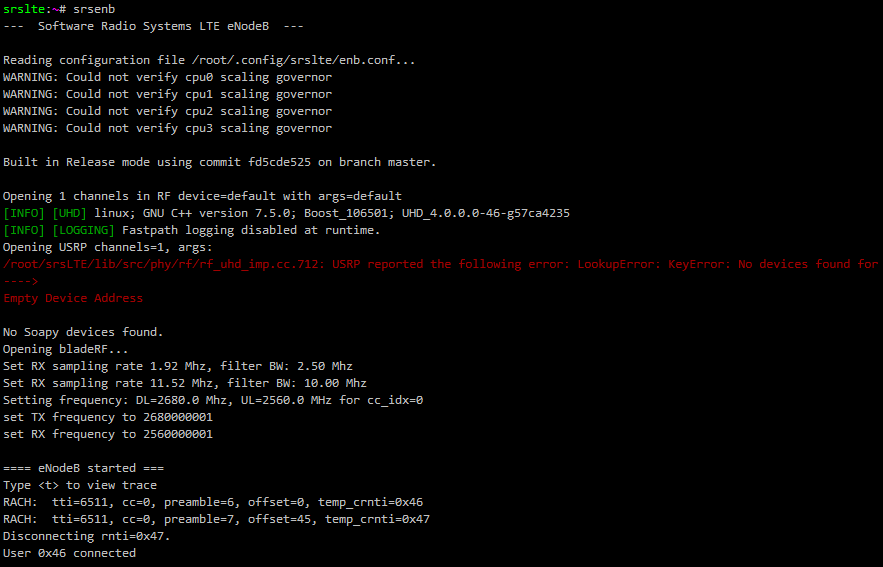 srslte:~# srsenb
---  Software Radio Systems LTE eNodeB  ---
Reading configuration file /root/.config/srslte/enb.conf...
WARNING: Could not verify cpu0 scaling governor
WARNING: Could not verify cpu1 scaling governor
WARNING: Could not verify cpu2 scaling governor
WARNING: Could not verify cpu3 scaling governor
Built in Release mode using commit fd5cde525 on branch master.
Opening 1 channels in RF device=default with args=default
[INFO] [UHD] linux; GNU C++ version 7.5.0; Boost_106501; UHD_4.0.0.0-46-g57ca4235
[INFO] [LOGGING] Fastpath logging disabled at runtime.
Opening USRP channels=1, args:
/root/srsLTE/lib/src/phy/rf/rf_uhd_imp.cc.712: USRP reported the following error: LookupError: KeyError: No devices found for
---->
Empty Device Address
No Soapy devices found.
Opening bladeRF...
Set RX sampling rate 1.92 Mhz, filter BW: 2.50 Mhz
Set RX sampling rate 11.52 Mhz, filter BW: 10.00 Mhz
Setting frequency: DL=2680.0 Mhz, UL=2560.0 MHz for cc_idx=0
set TX frequency to 2680000001
set RX frequency to 2560000001
==== eNodeB started ===
Type <t> to view trace
RACH:  tti=6511, cc=0, preamble=6, offset=0, temp_crnti=0x46
RACH:  tti=6511, cc=0, preamble=7, offset=45, temp_crnti=0x47
Disconnecting rnti=0x47.
User 0x46 connected